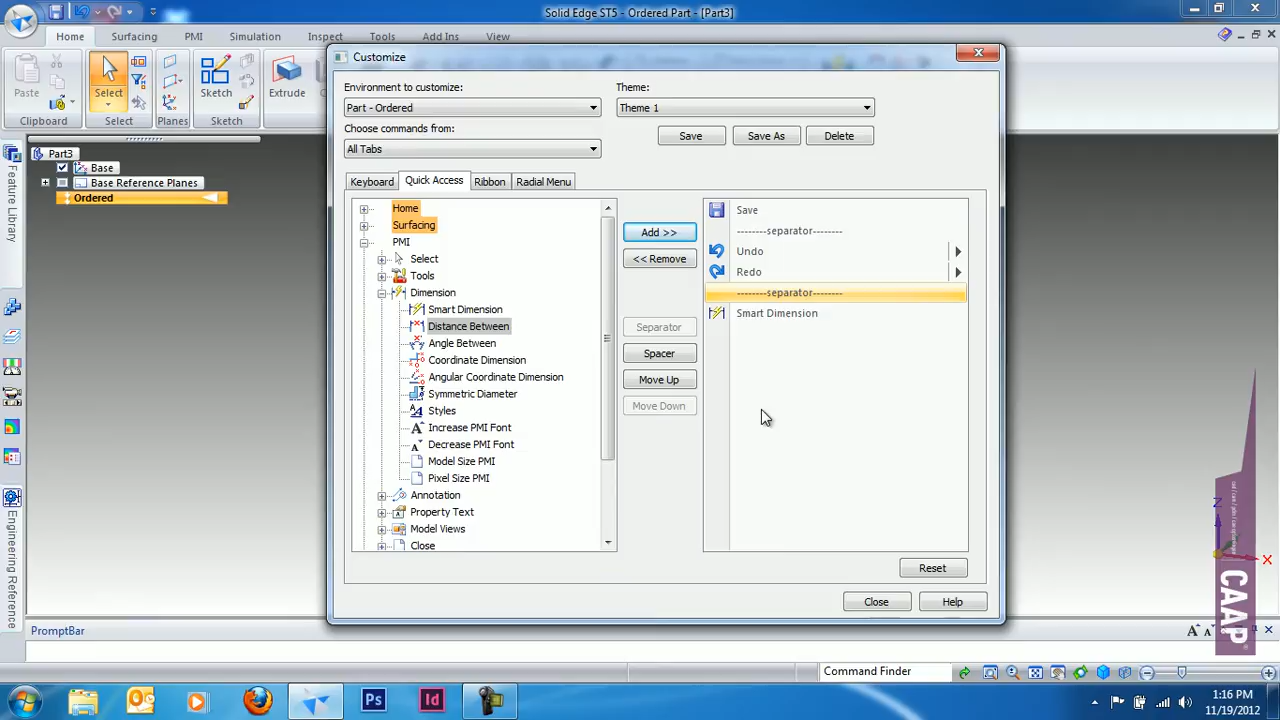 Solid Edge ST5 - Ordered Part - [Part3]
Home Surfacing PMI Simulation Inspect Tools Add Ins View
Paste
Select
Sketch
Extrude
Clipboard Select Planes Sketch
Part3
Base
Base Reference Planes
Ordered
Feature Library
Engineering Reference
Customize
Environment to customize: Theme:
Part - Ordered Theme 1
Choose commands from: Save Save As Delete
All Tabs
Keyboard Quick Access Ribbon Radial Menu
Home
Surfacing
PMI
Select
Tools
Dimension
Smart Dimension
Distance Between
Angle Between
Coordinate Dimension
Angular Coordinate Dimension
Symmetric Diameter
Styles
Increase PMI Font
Decrease PMI Font
Model Size PMI
Pixel Size PMI
Annotation
Property Text
Model Views
Close
Add >>
<< Remove
Separator
Spacer
Move Up
Move Down
Save
--------separator--------
Undo
Redo
--------separator--------
Smart Dimension
Reset
Close Help
Z
X
CAAP
PromptBar
Command Finder
Ps Id
1:16 PM
11/19/2012